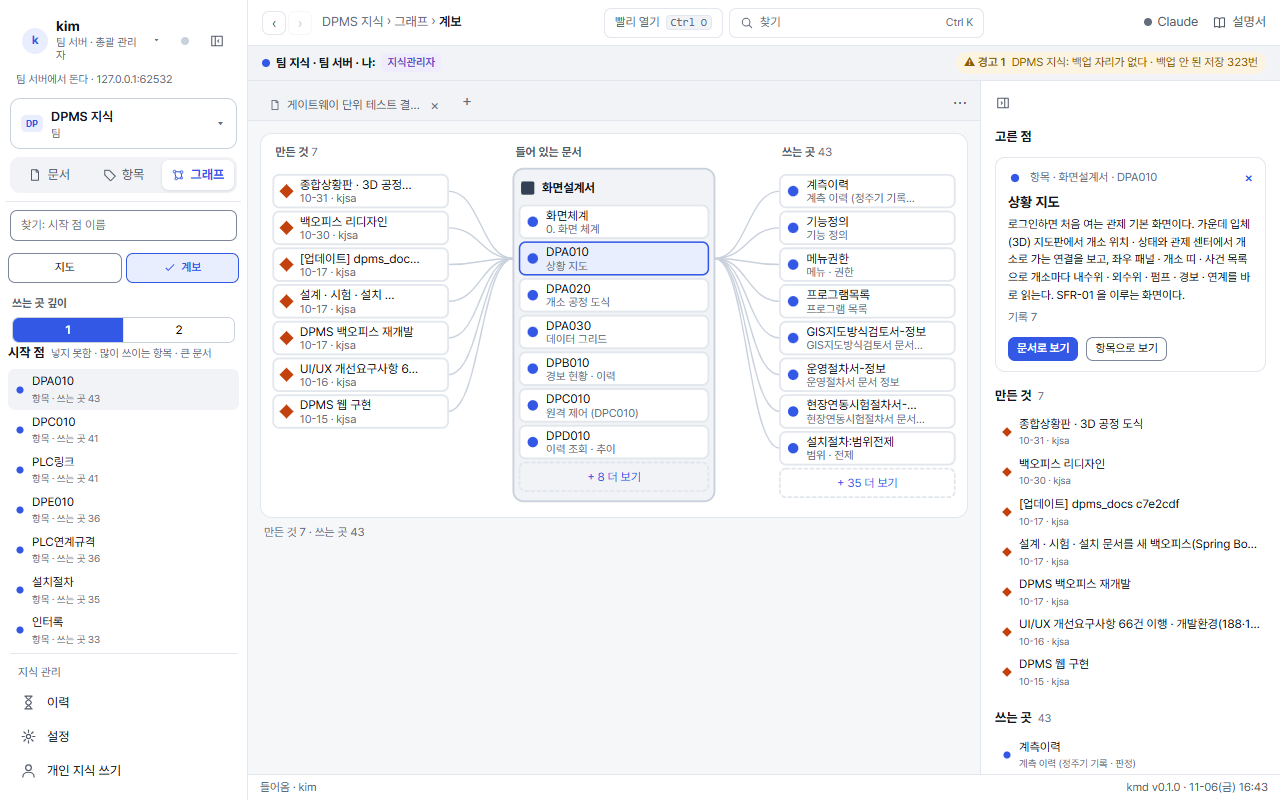 k
kim
팀 서버 · 총괄 관리
자
팀 서버에서 돈다 · 127.0.0.1:62532
DP
DPMS 지식
팀
문서
항목
그래프
찾기: 시작 점 이름
지도
계보
쓰는 곳 깊이
1
2
시작 점 넣지 못함 · 많이 쓰이는 항목 · 큰 문서
DPA010
항목 · 쓰는 곳 43
DPC010
항목 · 쓰는 곳 41
PLC링크
항목 · 쓰는 곳 41
DPE010
항목 · 쓰는 곳 36
PLC연계규격
항목 · 쓰는 곳 36
설치절차
항목 · 쓰는 곳 35
인터록
항목 · 쓰는 곳 33
지식 관리
이력
설정
개인 지식 쓰기
DPMS 지식 › 그래프 › 계보
빨리 열기 Ctrl O
찾기 Ctrl K
Claude
설명서
팀 지식 · 팀 서버 · 나: 지식관리자
경고 1 DPMS 지식: 백업 자리가 없다 · 백업 안 된 저장 323번
게이트웨이 단위 테스트 결...
만든 것 7
종합상황판 · 3D 공정...
10-31 · kjsa
백오피스 리디자인
10-30 · kjsa
[업데이트] dpms_doc...
10-17 · kjsa
설계 · 시험 · 설치 ...
10-17 · kjsa
DPMS 백오피스 재개발
10-17 · kjsa
UI/UX 개선요구사항 6...
10-16 · kjsa
DPMS 웹 구현
10-15 · kjsa
들어 있는 문서
화면설계서
화면체계
0. 화면 체계
DPA010
상황 지도
DPA020
개소 공정 도식
DPA030
데이터 그리드
DPB010
경보 현황 · 이력
DPC010
원격 제어 (DPC010)
DPD010
이력 조회 · 추이
+ 8 더 보기
쓰는 곳 43
계측이력
계측 이력 (정주기 기록...
기능정의
기능 정의
메뉴권한
메뉴 · 권한
프로그램목록
프로그램 목록
GIS지도방식검토서-정보
GIS지도방식검토서 문서...
운영절차서-정보
운영절차서 문서 정보
현장연동시험절차서-...
현장연동시험절차서 문서...
설치절차:범위전제
범위 · 전제
+ 35 더 보기
만든 것 7 · 쓰는 곳 43
고른 점
항목 · 화면설계서 · DPA010
상황 지도
로그인하면 처음 여는 관제 기본 화면이다. 가운데 입체
(3D) 지도판에서 개소 위치 · 상태와 관제 센터에서 개
소로 가는 연결을 보고, 좌우 패널 · 개소 띠 · 사건 목록
으로 개소마다 내수위 · 외수위 · 펌프 · 경보 · 연계를 바
로 읽는다. SFR-01 을 이루는 화면이다.
기록 7
문서로 보기
항목으로 보기
만든 것 7
종합상황판 · 3D 공정 도식
10-31 · kjsa
백오피스 리디자인
10-30 · kjsa
[업데이트] dpms_docs c7e2cdf
10-17 · kjsa
설계 · 시험 · 설치 문서를 새 백오피스(Spring Bo...
10-17 · kjsa
DPMS 백오피스 재개발
10-17 · kjsa
UI/UX 개선요구사항 66건 이행 · 개발환경(188·1...
10-16 · kjsa
DPMS 웹 구현
10-15 · kjsa
쓰는 곳 43
계측이력
계측 이력 (정주기 기록 · 판정)
들어옴 · kim
kmd v0.1.0 · 11-06(금) 16:43